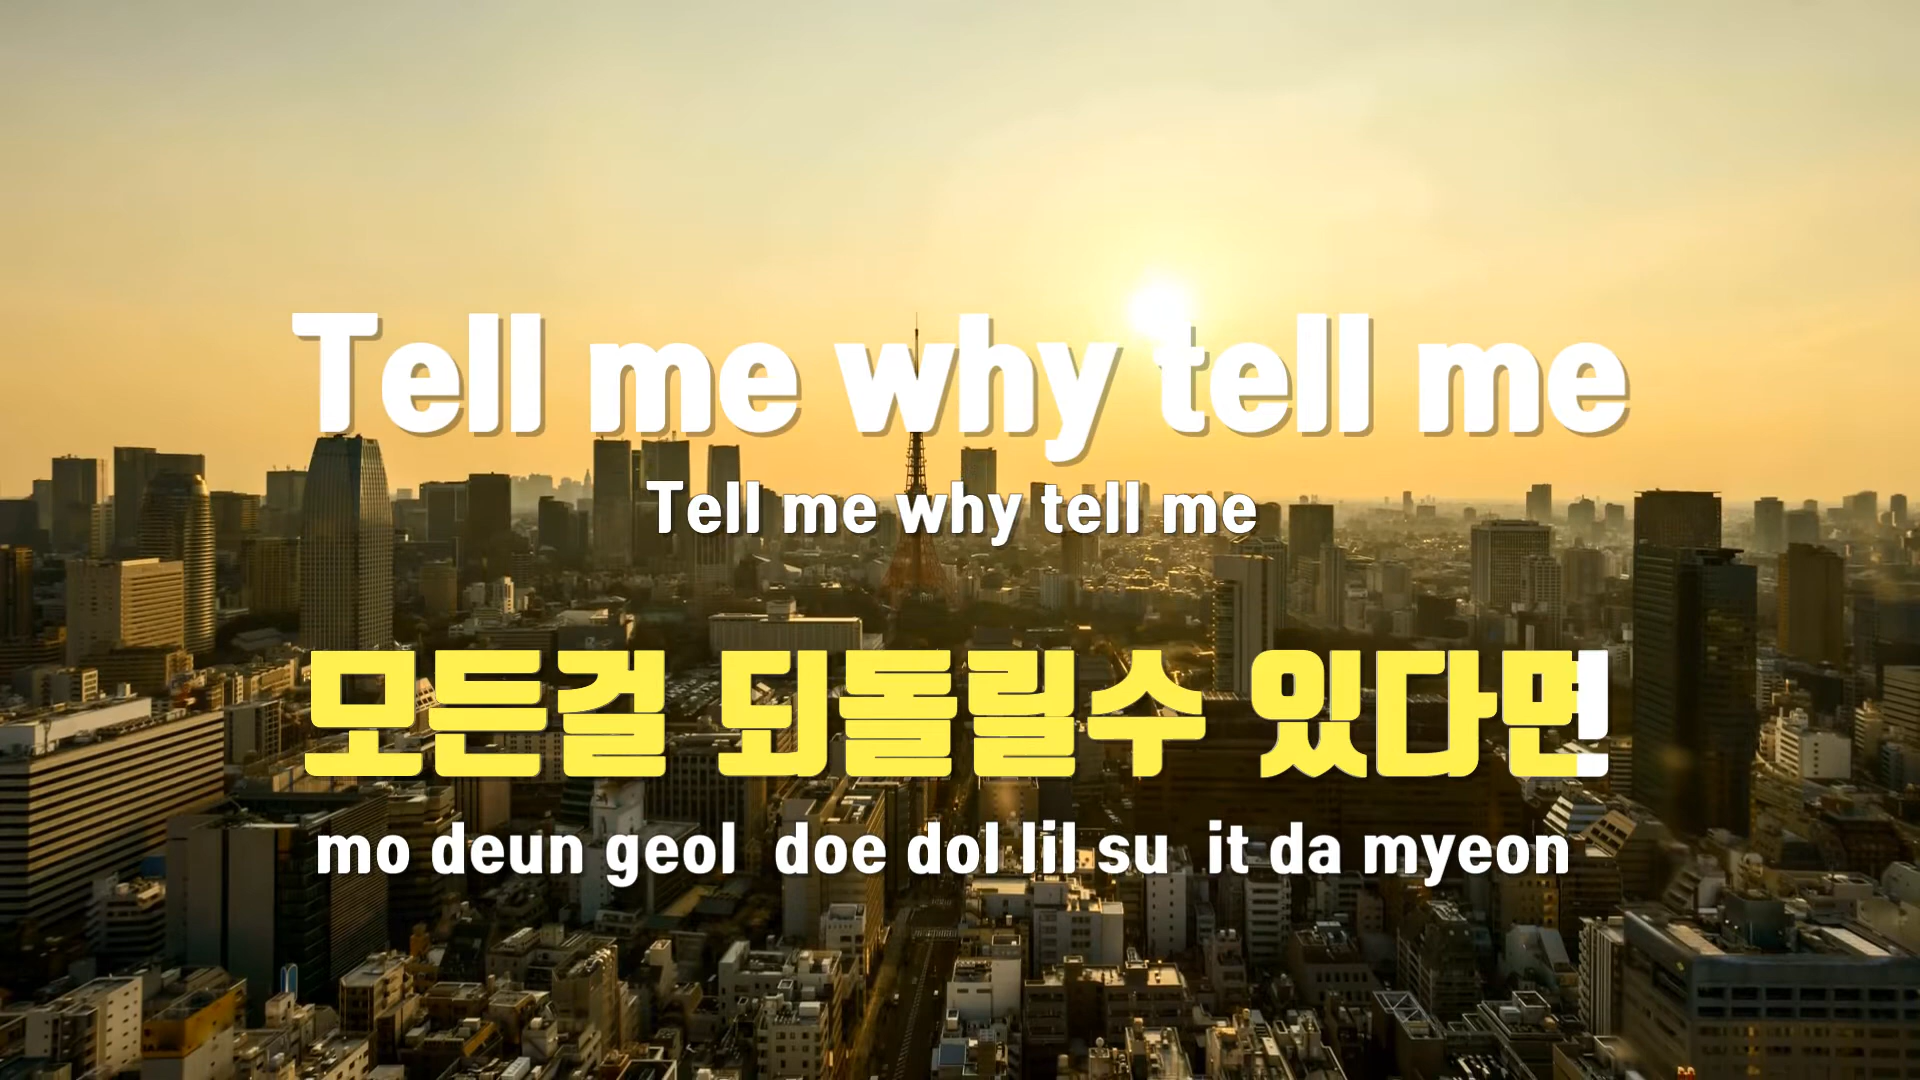 Tell me why tell me
Tell me why tell me
모든걸 되돌릴수 있다면
mo deun geol  doe dol lil su  it da myeon